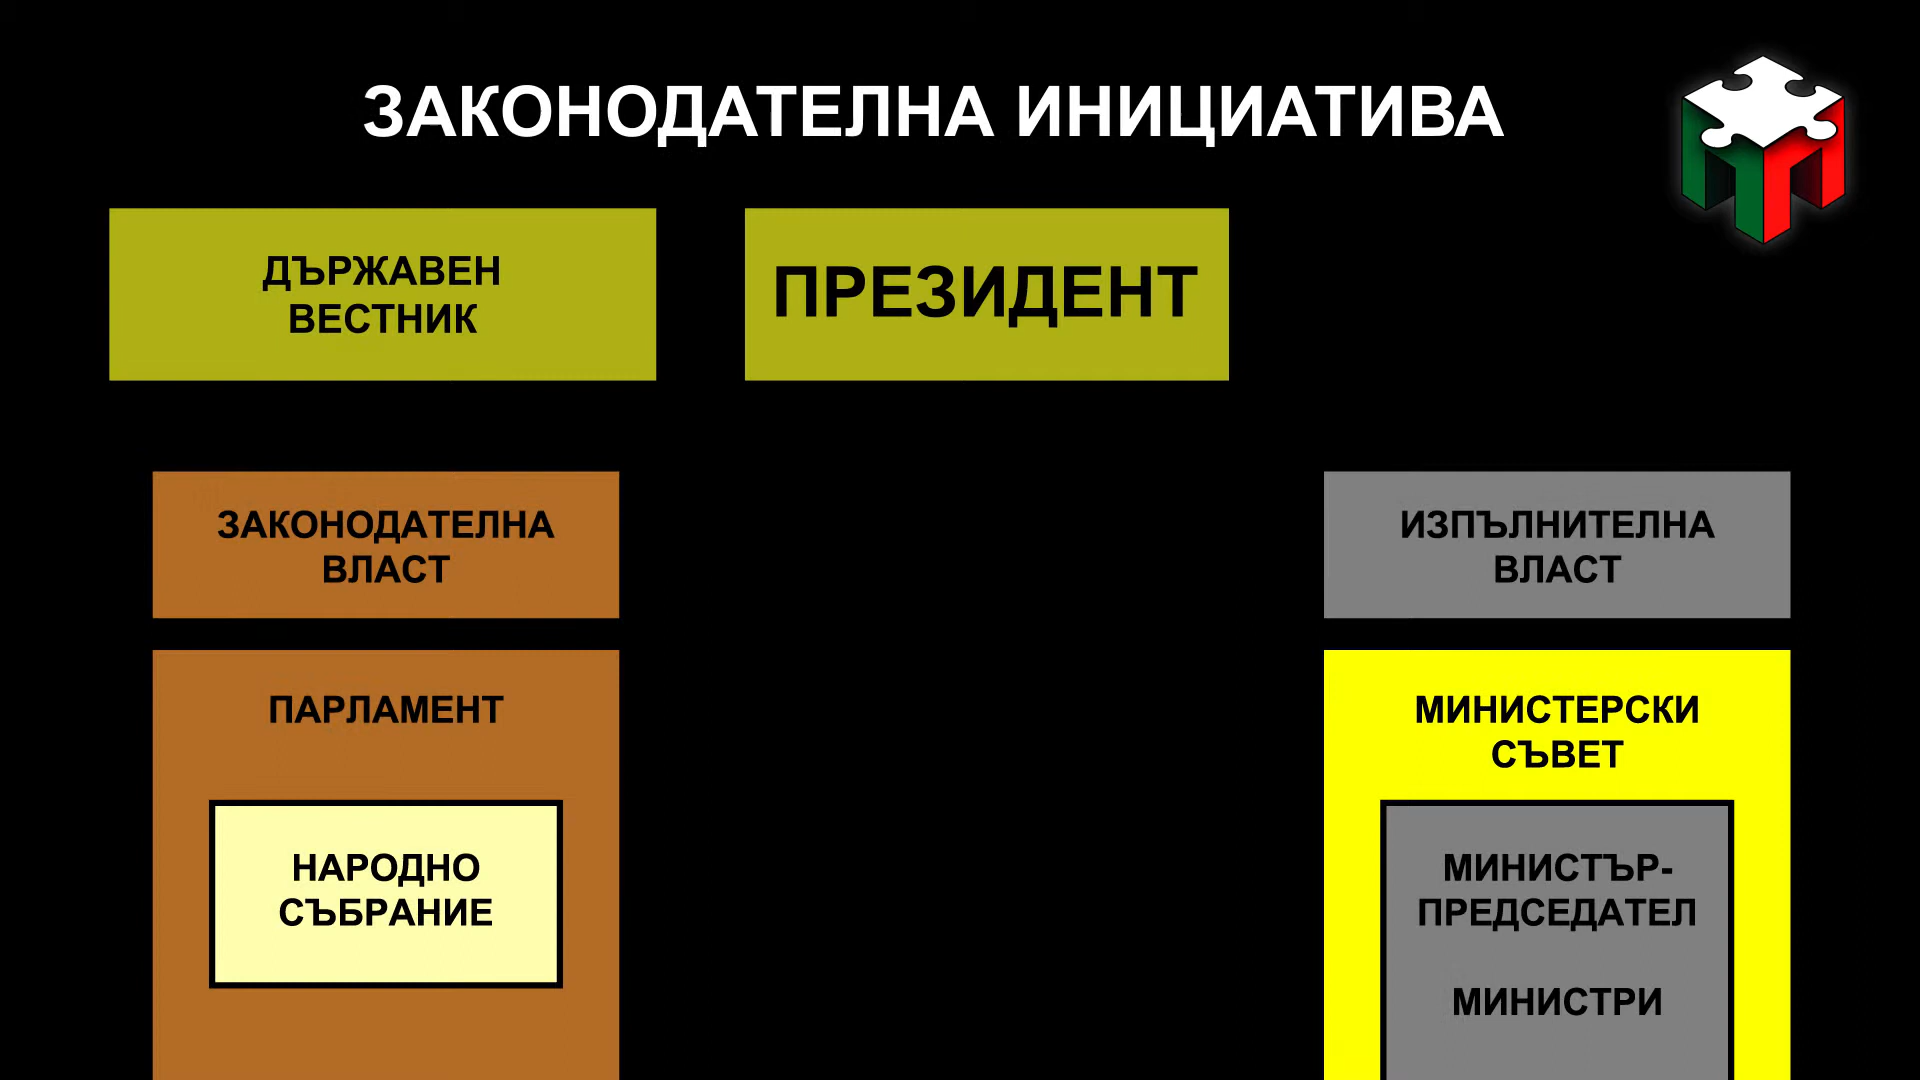 ЗАКОНОДАТЕЛНА ИНИЦИАТИВА
ДЪРЖАВЕН
ВЕСТНИК
ПРЕЗИДЕНТ
ЗАКОНОДАТЕЛНА
ВЛАСТ
ИЗПЪЛНИТЕЛНА
ВЛАСТ
ПАРЛАМЕНТ
НАРОДНО
СЪБРАНИЕ
МИНИСТЕРСКИ
СЪВЕТ
МИНИСТЪР-
ПРЕДСЕДАТЕЛ
МИНИСТРИ